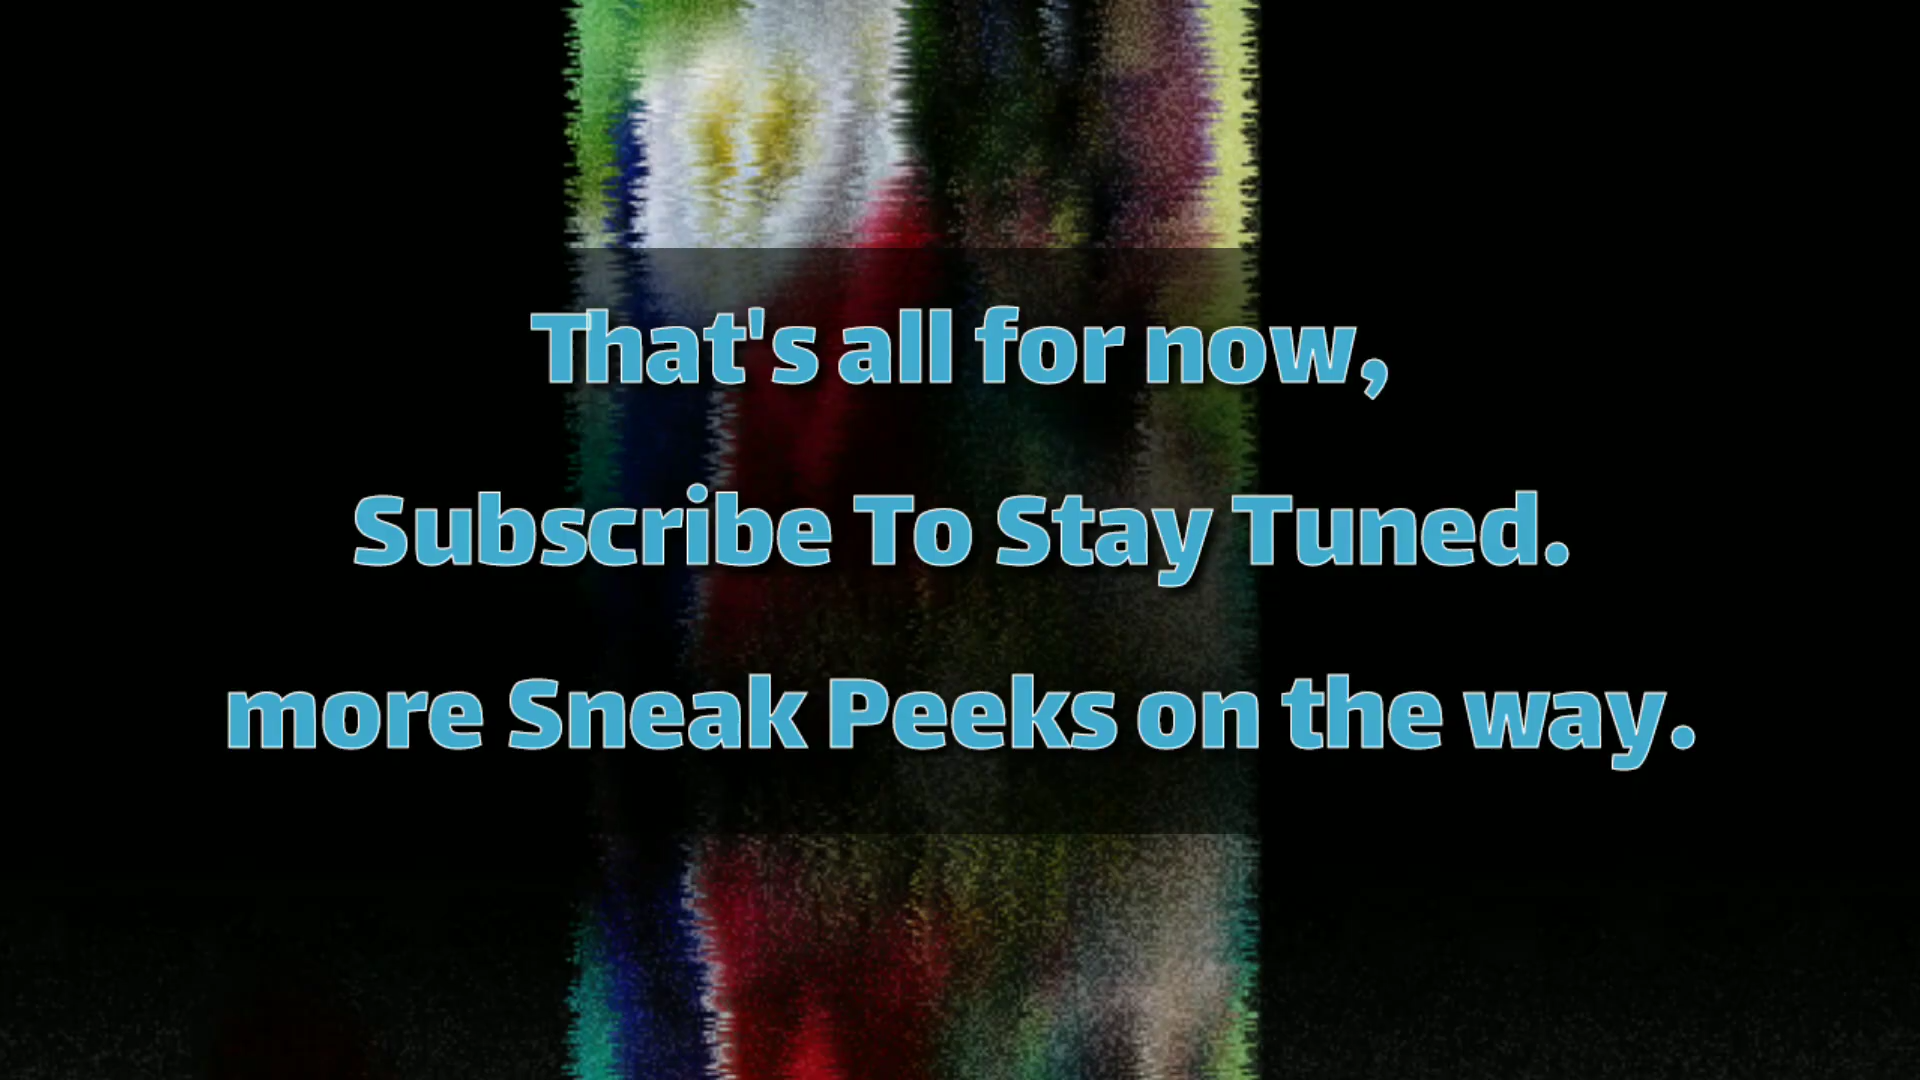 That's all for now,
Subscribe To Stay Tuned.
more Sneak Peeks on the way.